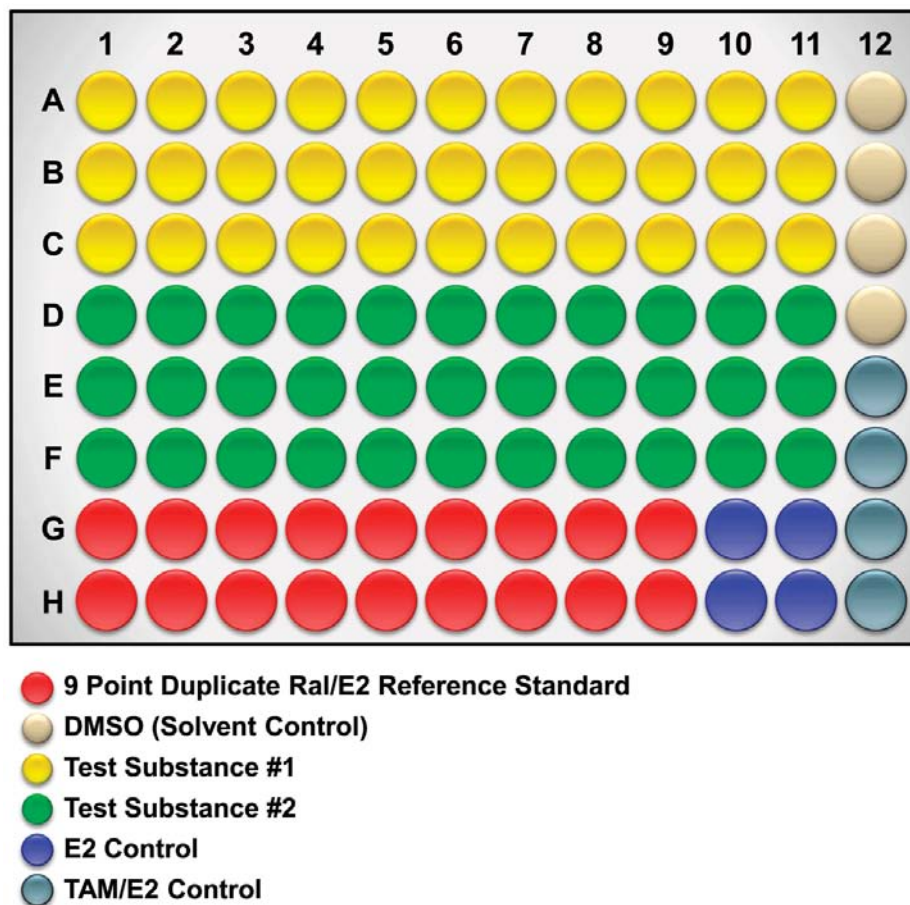 1 2 3 4 5 6 7 8 9 10 11 12
A
B
C
D
E
F
G
H
9 Point Duplicate Ral/E2 Reference Standard
DMSO (Solvent Control)
Test Substance #1
Test Substance #2
E2 Control
TAM/E2 Control